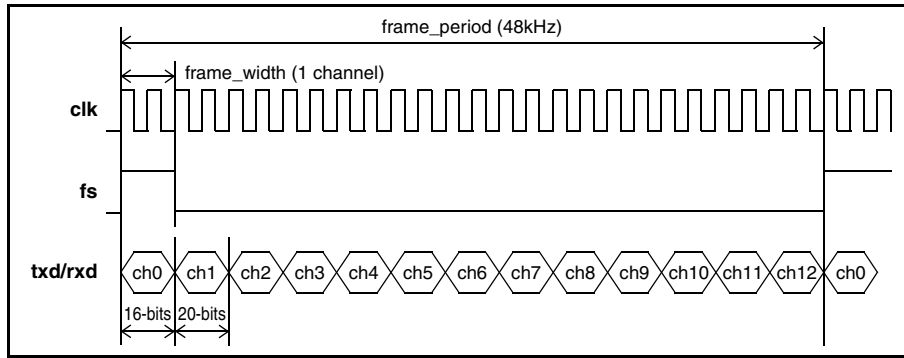 frame_period (48kHz)
frame_width (1 channel)
clk
fs
txd/rxd
ch0 ch1 ch2 ch3 ch4 ch5 ch6 ch7 ch8 ch9 ch10 ch11 ch12 ch0
16-bits 20-bits